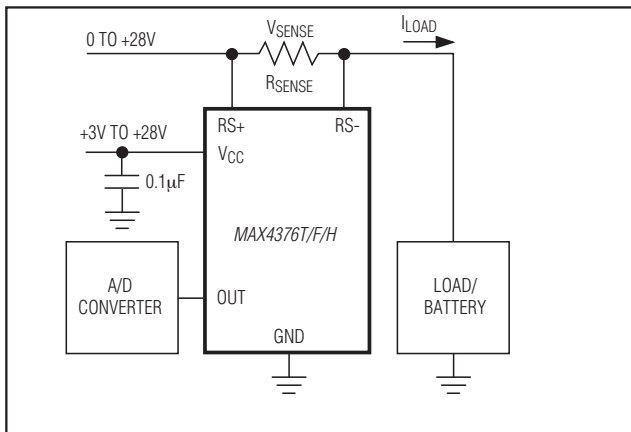 0 TO +28V
VSENSE
ILOAD
RSENSE
RS+
RS-
+3V TO +28V
VCC
0.1μF
MAX4376T/F/H
A/D
CONVERTER
OUT
LOAD/
BATTERY
GND